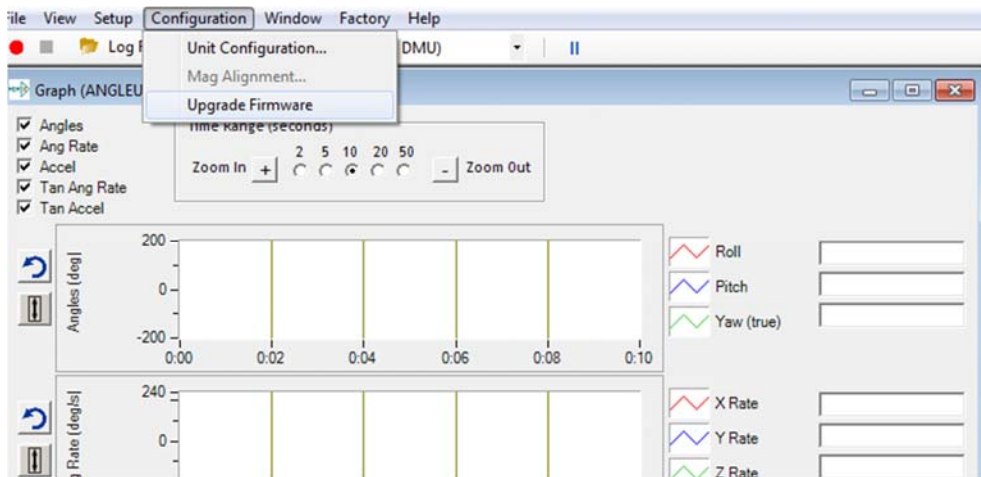 File View Setup Configuration Window Factory Help
Log DMU)
Unit Configuration...
Mag Alignment...
Upgrade Firmware
Graph (ANGLEU
Angles
Ang Rate
Accel
Tan Ang Rate
Tan Accel
Time Range (seconds)
2 5 10 20 50
Zoom In + - Zoom Out
200
0
-200
Angles (deg)
0:00 0:02 0:04 0:06 0:08 0:10
Roll
Pitch
Yaw (true)
240
0
Rate (deg/s)
X Rate
Y Rate
Z Rate